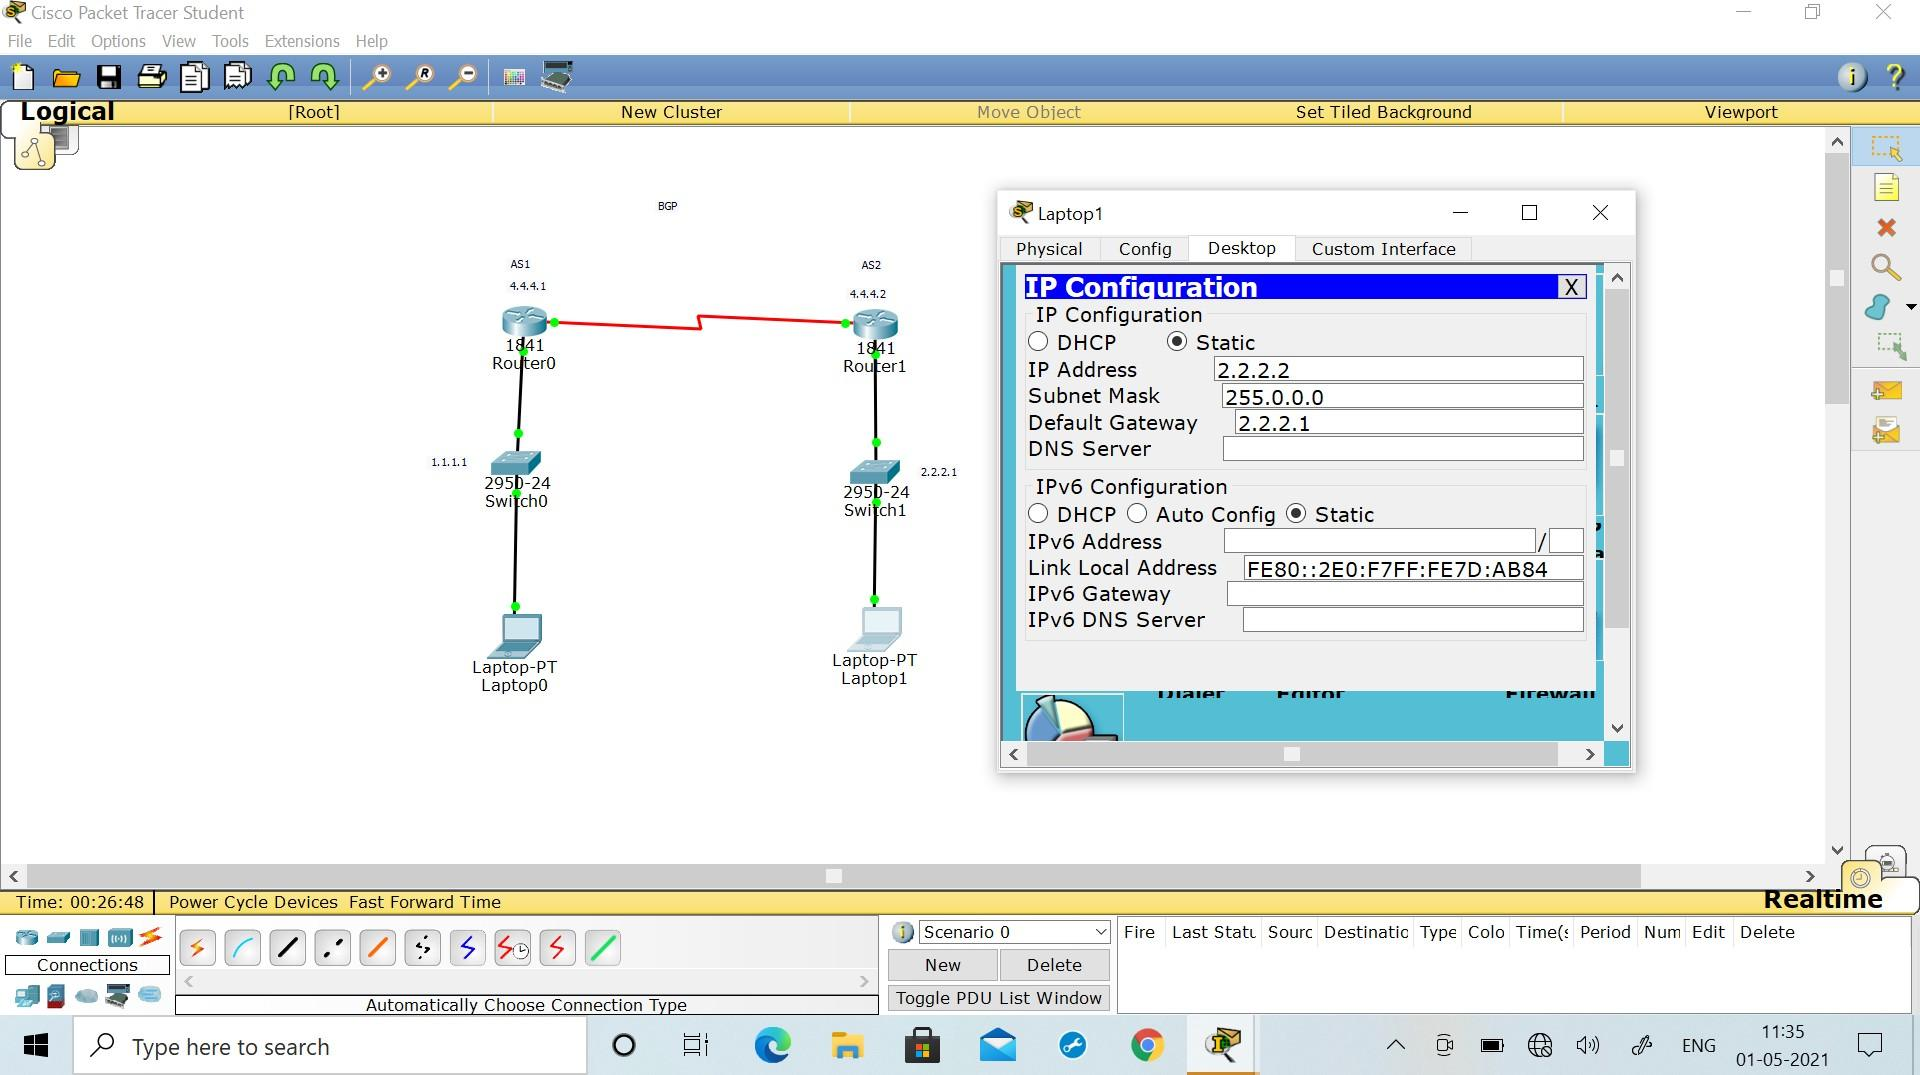 Cisco Packet Tracer Student
File Edit Options View Tools Extensions Help
Logical [Root] New Cluster Move Object Set Tiled Background Viewport
BGP
AS1
4.4.4.1
AS2
4.4.4.2
1841
Router0
1841
Router1
1.1.1.1
2950-24
Switch0
2950-24
Switch1
2.2.2.1
Laptop-PT
Laptop0
Laptop-PT
Laptop1
Laptop1
Physical Config Desktop Custom Interface
IP Configuration X
IP Configuration
DHCP Static
IP Address 2.2.2.2
Subnet Mask 255.0.0.0
Default Gateway 2.2.2.1
DNS Server
IPv6 Configuration
DHCP Auto Config Static
IPv6 Address /
Link Local Address FE80::2E0:F7FF:FE7D:AB84
IPv6 Gateway
IPv6 DNS Server
Dialer Editor Firewall
Time: 00:26:48 Power Cycle Devices Fast Forward Time Realtime
Connections
Automatically Choose Connection Type
Scenario 0
New Delete
Toggle PDU List Window
Fire Last Statu Sourc Destinatio Type Colo Time(s Period Num Edit Delete
Type here to search
ENG
11:35
01-05-2021